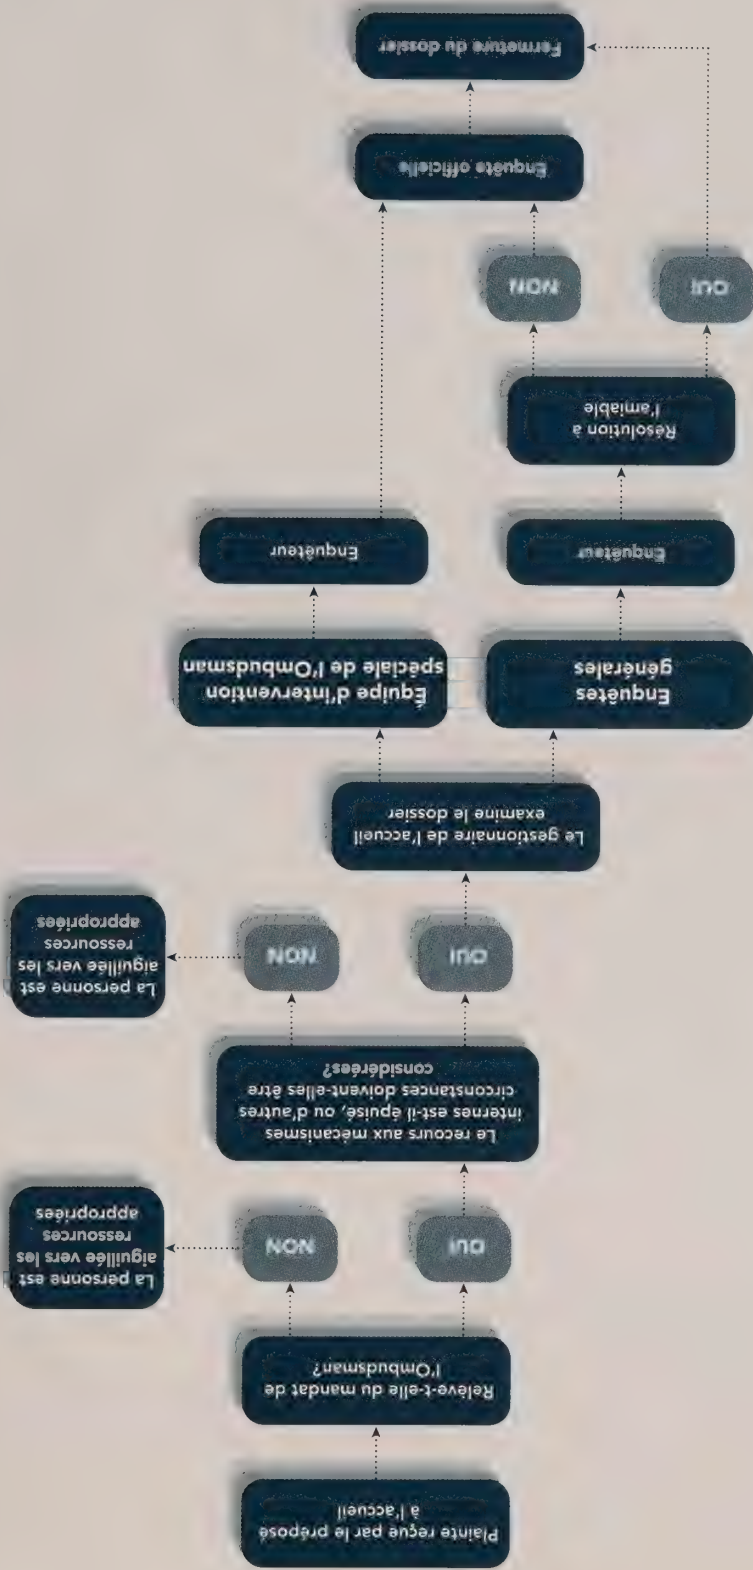 Plainte reçue par le préposé
à l'accueil
Relève-t-elle du mandat de
l'Ombudsman?
OUI
NON
La personne est
aiguillée vers les
ressources
appropriées
Le recours aux mécanismes
internes est-il épuisé, ou d'autres
circonstances doivent-elles être
considérées?
OUI
NON
La personne est
aiguillée vers les
ressources
appropriées
Le gestionnaire de l'accueil
examine le dossier
Enquêtes
générales
Équipe d'intervention
spéciale de l'Ombudsman
Enquêteur
Enquêteur
Résolution à
l'amiable
OUI
NON
Enquête officielle
Fermeture du dossier